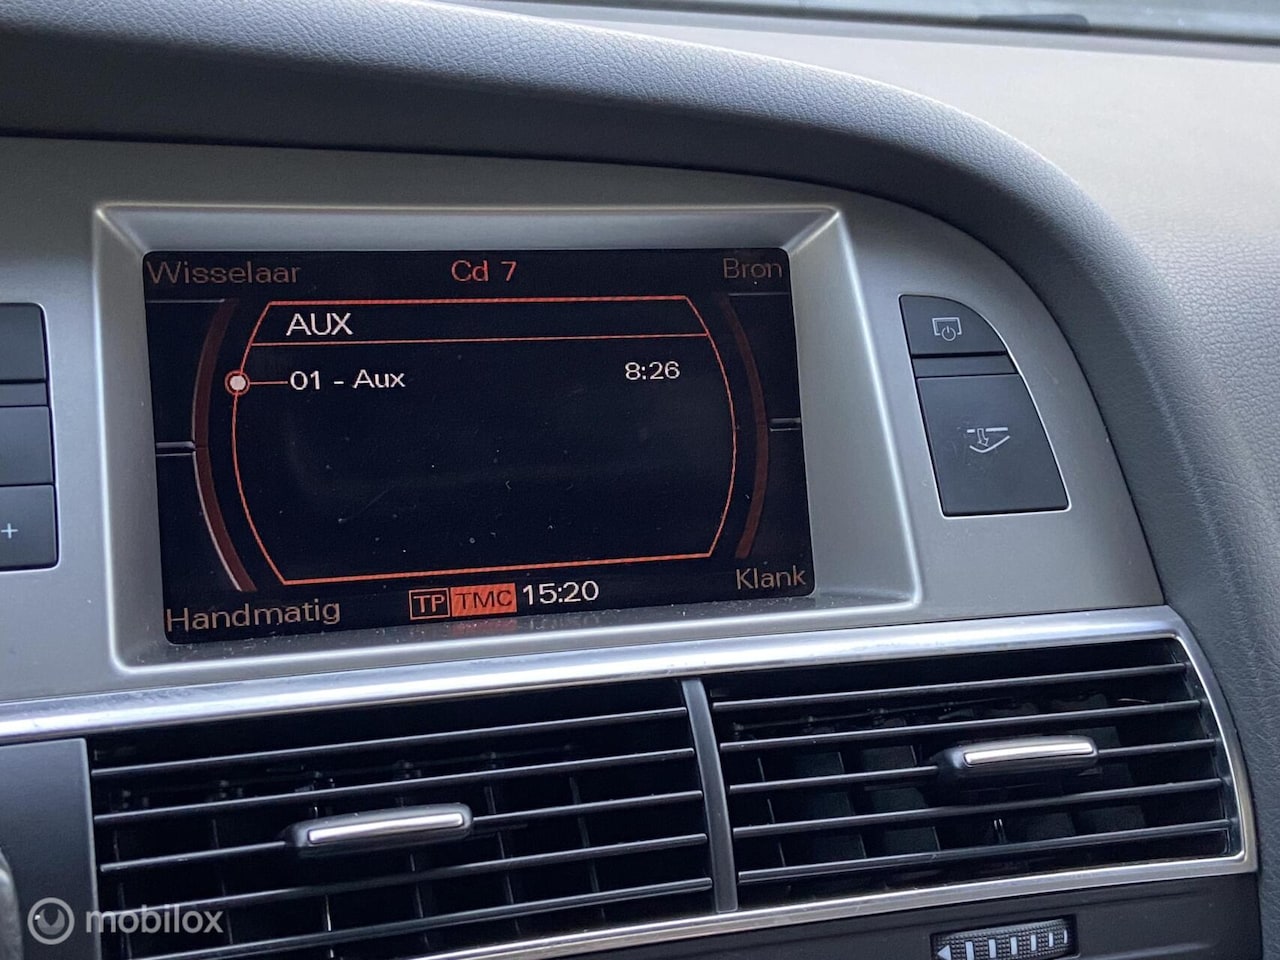 Wisselaar Cd 7 Bron
AUX
01 - Aux 8:26
Handmatig TP TMC 15:20 Klank
+
mobilox